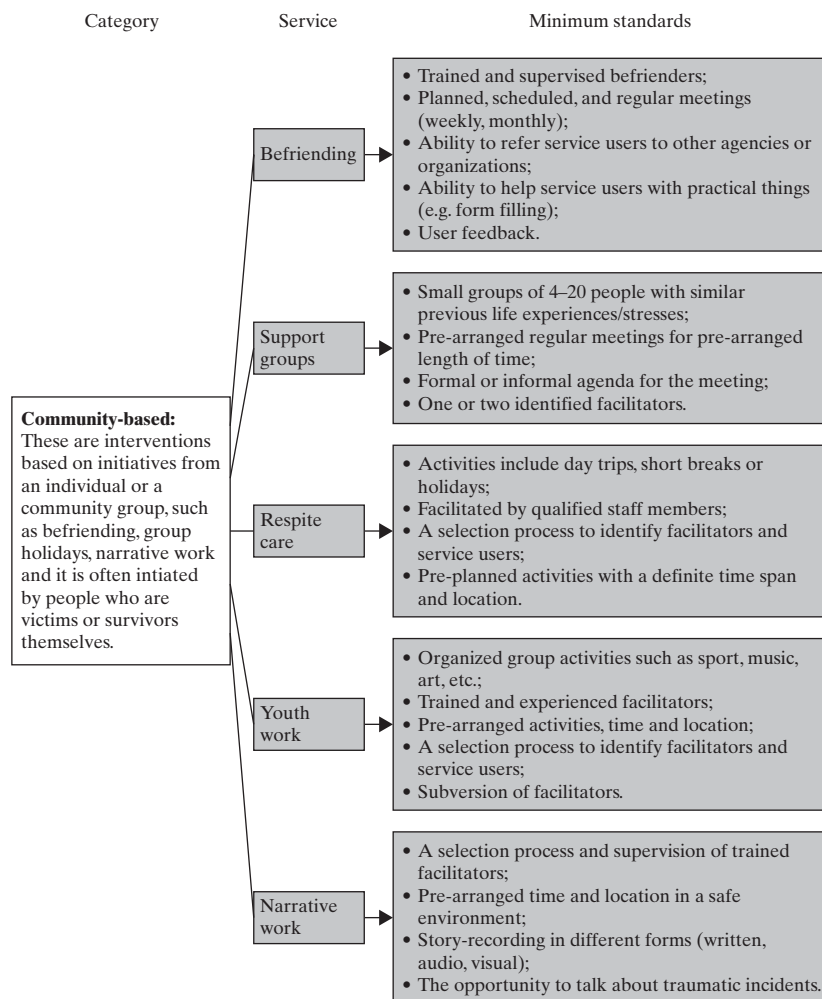 Category Service Minimum standards
• Trained and supervised befrienders;
• Planned, scheduled, and regular meetings
(weekly, monthly);
Befriending
• Ability to refer service users to other agencies or
organizations;
• Ability to help service users with practical things
(e.g. form filling);
• User feedback.
• Small groups of 4–20 people with similar
previous life experiences/stresses;
Support
groups
• Pre-arranged regular meetings for pre-arranged
length of time;
• Formal or informal agenda for the meeting;
• One or two identified facilitators.
Community-based:
These are interventions
based on initiatives from
an individual or a
community group, such
as befriending, group
holidays, narrative work
and it is often intiated
by people who are
victims or survivors
themselves.
Respite
care
• Activities include day trips, short breaks or
holidays;
• Facilitated by qualified staff members;
• A selection process to identify facilitators and
service users;
• Pre-planned activities with a definite time span
and location.
Youth
work
• Organized group activities such as sport, music,
art, etc.;
• Trained and experienced facilitators;
• Pre-arranged activities, time and location;
• A selection process to identify facilitators and
service users;
• Subversion of facilitators.
Narrative
work
• A selection process and supervision of trained
facilitators;
• Pre-arranged time and location in a safe
environment;
• Story-recording in different forms (written,
audio, visual);
• The opportunity to talk about traumatic incidents.